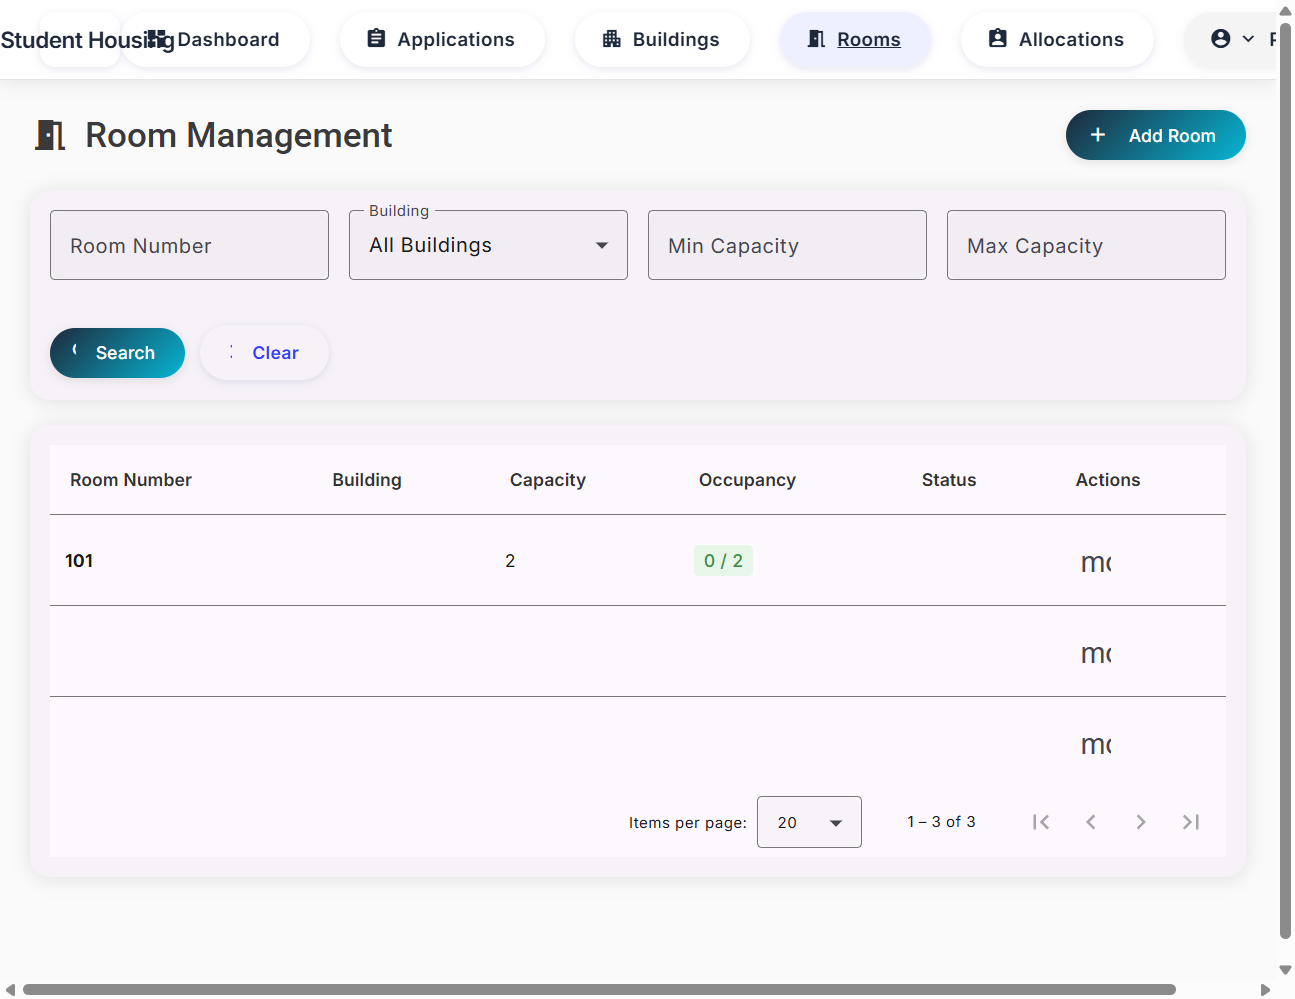 Student Housing
Dashboard
Applications
Buildings
Rooms
Allocations
Room Management
Add Room
Room Number
Building
All Buildings
Min Capacity
Max Capacity
Search
Clear
Room Number Building Capacity Occupancy Status Actions
101 2 0 / 2
Items per page: 20 1 – 3 of 3